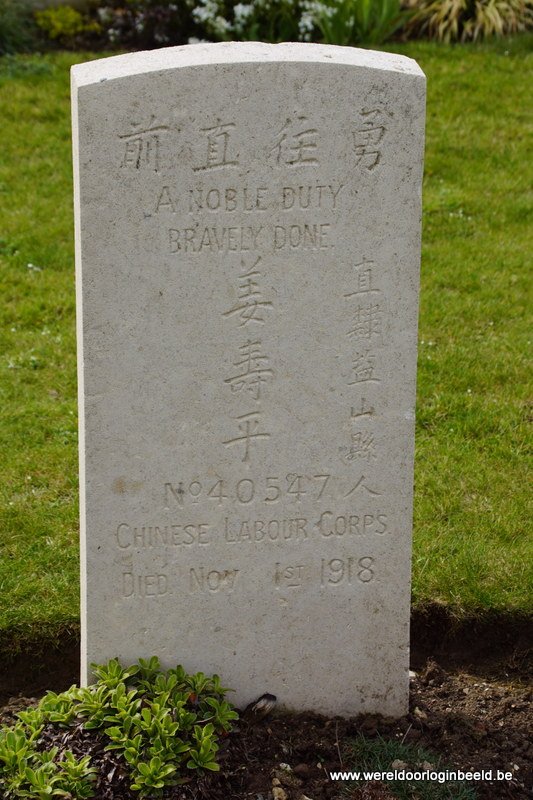 勇往直前
A NOBLE DUTY
BRAVELY DONE.
直隸益山縣人
姜壽平
No 40547
CHINESE LABOUR CORPS
DIED NOV 1ST 1918
www.wereldoorloginbeeld.be